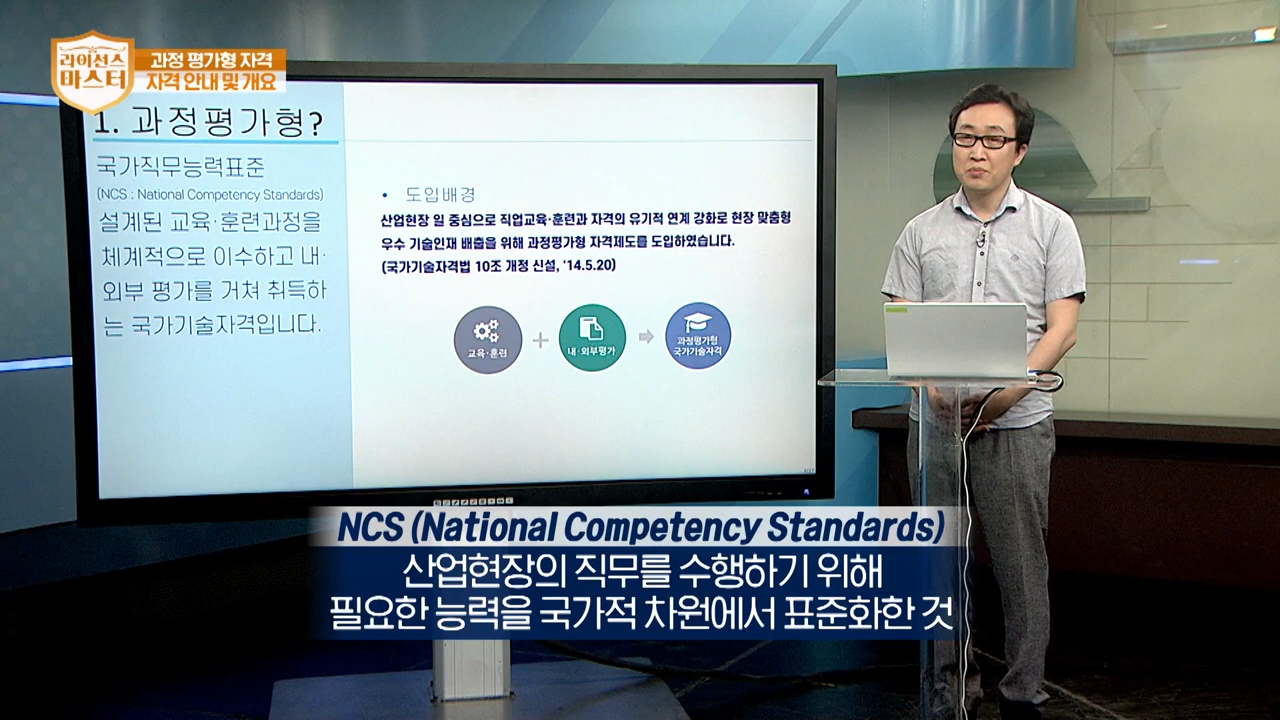 라이선스
마스터
과정 평가형 자격
자격 안내 및 개요
1. 과정평가형?
국가직무능력표준
(NCS : National Competency Standards)
설계된 교육·훈련과정을
체계적으로 이수하고 내·
외부 평가를 거쳐 취득하
는 국가기술자격입니다.
• 도입배경
산업현장 일 중심으로 직업교육·훈련과 자격의 유기적 연계 강화로 현장 맞춤형
우수 기술인재 배출을 위해 과정평가형 자격제도를 도입하였습니다.
(국가기술자격법 10조 개정 신설, '14.5.20)
교육·훈련
내·외부평가
과정평가형
국가기술자격
NCS (National Competency Standards)
산업현장의 직무를 수행하기 위해
필요한 능력을 국가적 차원에서 표준화한 것